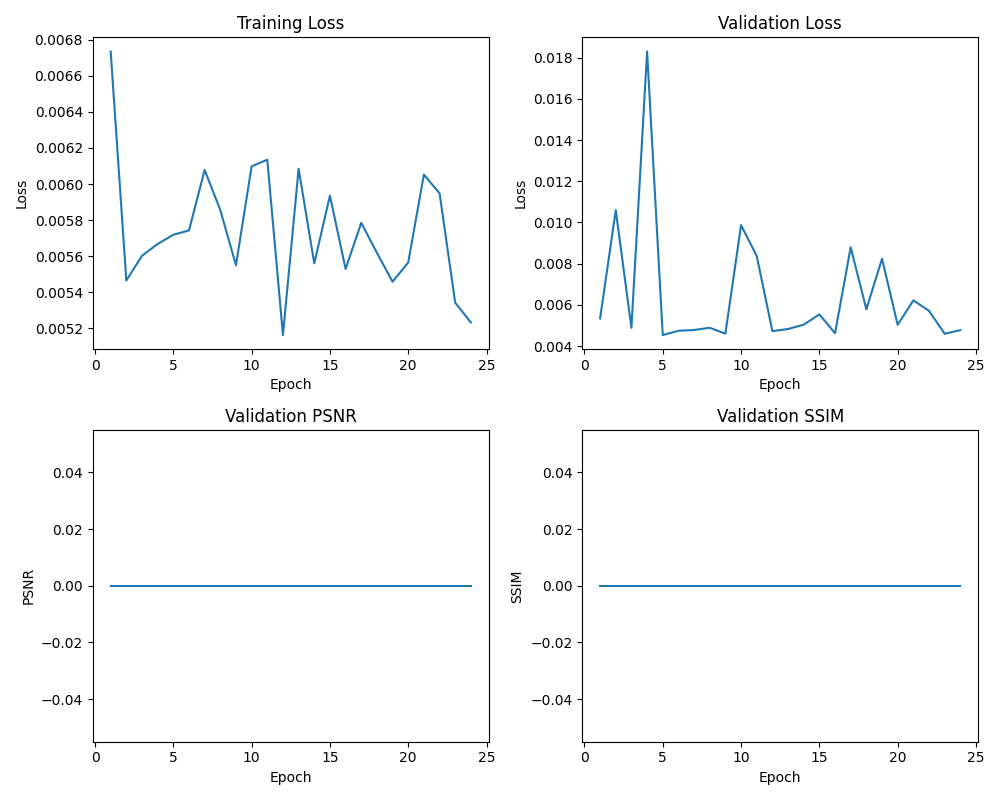 Training Loss
0.0068
0.0066
0.0064
0.0062
0.0060
0.0058
0.0056
0.0054
0.0052
Loss
0 5 10 15 20 25
Epoch
Validation Loss
0.018
0.016
0.014
0.012
0.010
0.008
0.006
0.004
Loss
0 5 10 15 20 25
Epoch
Validation PSNR
0.04
0.02
0.00
−0.02
−0.04
PSNR
0 5 10 15 20 25
Epoch
Validation SSIM
0.04
0.02
0.00
−0.02
−0.04
SSIM
0 5 10 15 20 25
Epoch